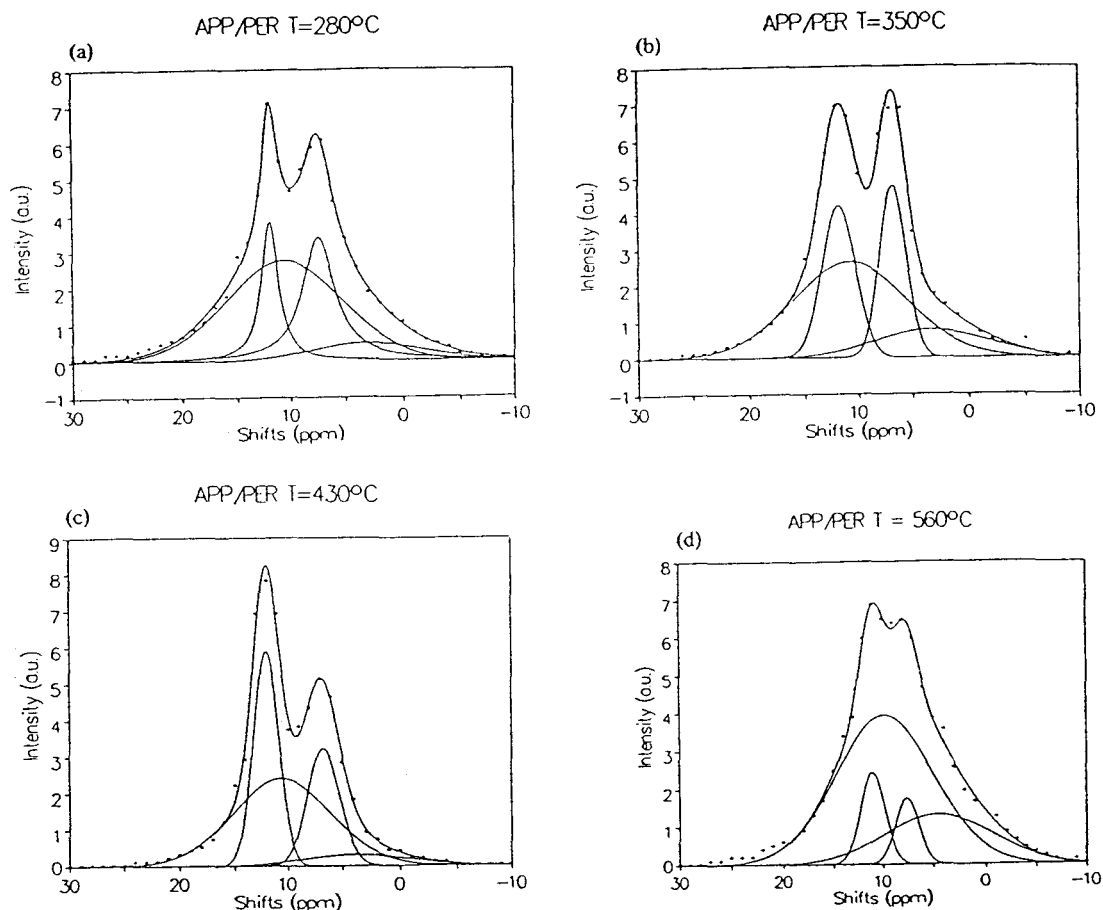 APP/PER T=280ºC
(a)
8
7
6
5
4
3
2
1
0
-1
Intensity (a.u.)
30 20 10 0 -10
Shifts (ppm)
APP/PER T=350ºC
(b)
8
7
6
5
4
3
2
1
0
-1
Intensity (a.u.)
30 20 10 0 -10
Shifts (ppm)
APP/PER T=430ºC
(c)
9
8
7
6
5
4
3
2
1
0
Intensity (a.u.)
30 20 10 0 -10
Shifts (ppm)
APP/PER T = 560ºC
(d)
8
7
6
5
4
3
2
1
0
Intensity (a.u.)
30 20 10 0 -10
Shifts (ppm)